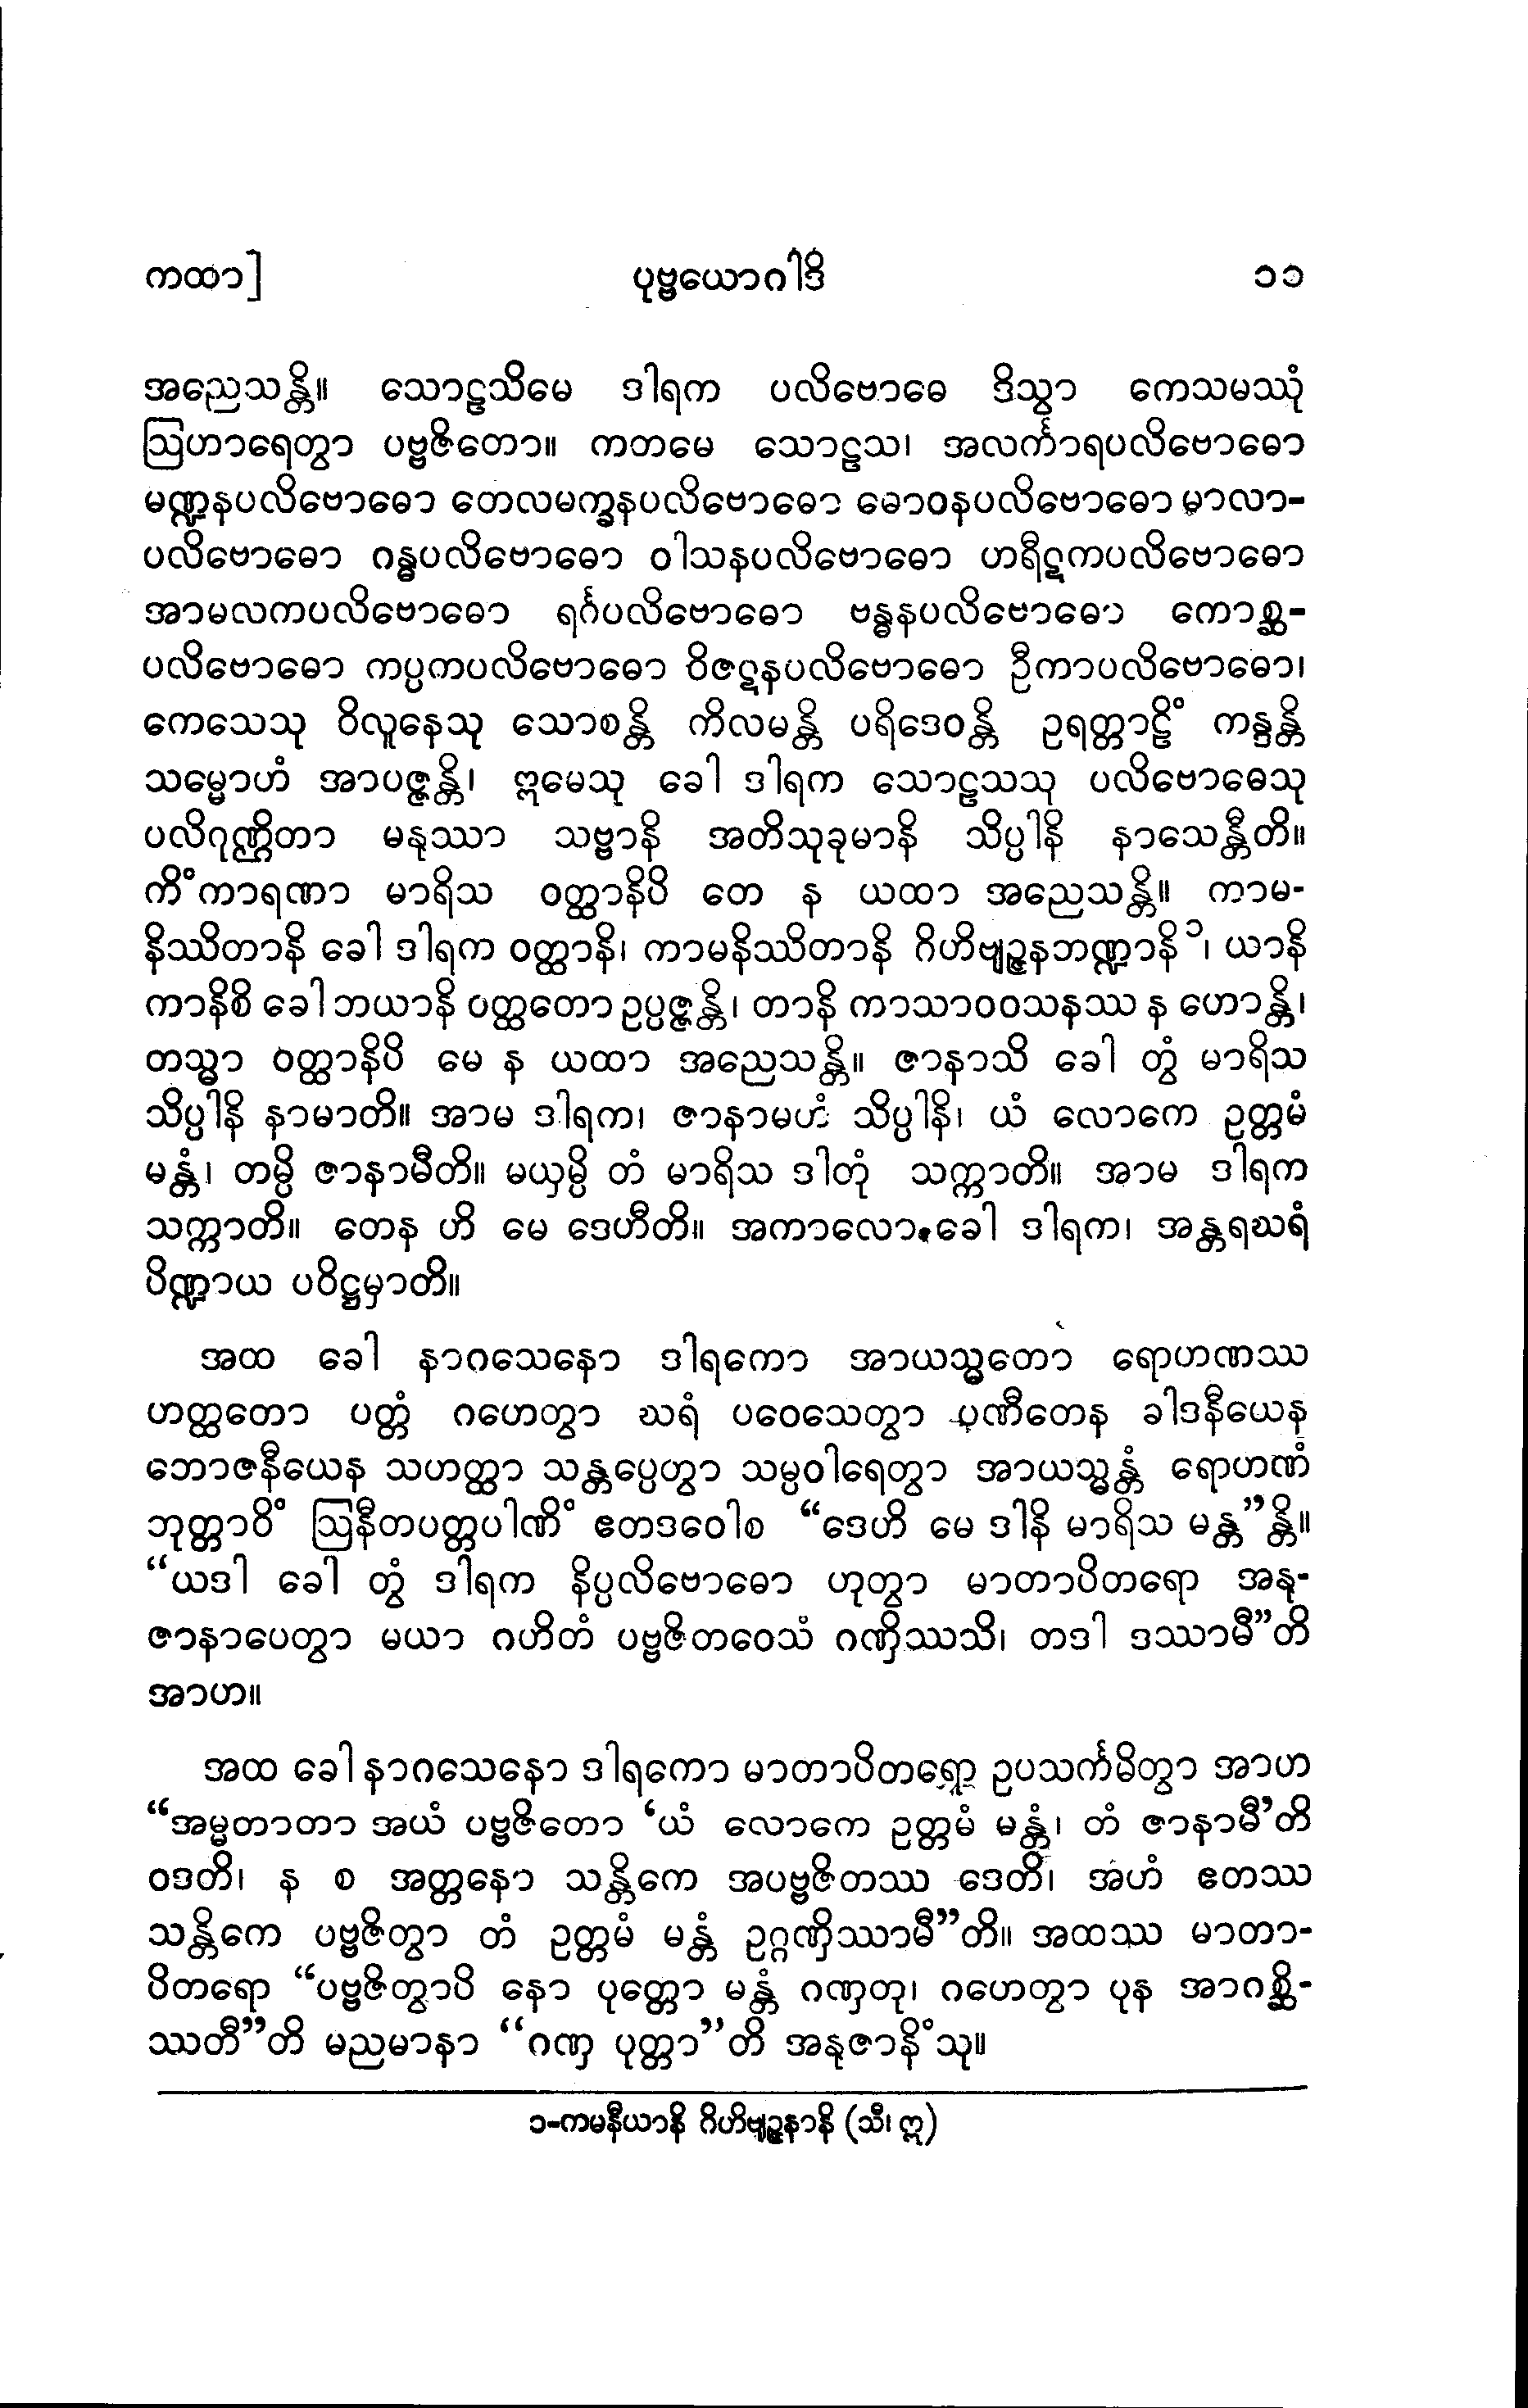 ကထာ]	ပုဗ္ဗယောဂါဒိ	၁၁
အညေသန္တိ။ သောဠသိမေ ဒါရက ပလိဗောဓေ ဒိသွာ ကေသမဿုံ
ဩဟာရေတွာ ပဗ္ဗဇိတော။ ကတမေ သောဠသ၊ အလင်္ကာရပလိဗောဓော
မဏ္ဍနပလိဗောဓော တေလမက္ခနပလိဗောဓော ဓောဝနပလိဗောဓော မာလာ-
ပလိဗောဓော ဂန္ဓပလိဗောဓော ဝါသနပလိဗောဓော ဟရီဋကပလိဗောဓော
အာမလကပလိဗောဓော ရင်္ဂပလိဗောဓော ဗန္ဓနပလိဗောဓော ကောစ္ဆ-
ပလိဗောဓော ကပ္ပကပလိဗောဓော ဝိဇဋနပလိဗောဓော ဦကာပလိဗောဓော၊
ကေသေသု ဝိလူနေသု သောစန္တိ ကိလမန္တိ ပရိဒေဝန္တိ ဥရတ္တာဠိံ ကန္ဒန္တိ
သမ္မောဟံ အာပဇ္ဇန္တိ၊ ဣမေသု ခေါ ဒါရက သောဠသသု ပလိဗောဓေသု
ပလိဂုဏ္ဌိတာ မနုဿာ သဗ္ဗာနိ အတိသုခုမာနိ သိပ္ပါနိ နာသေန္တီတိ။
ကိံကာရဏာ မာရိသ ဝတ္ထာနိပိ တေ န ယထာ အညေသန္တိ။ ကာမ-
နိဿိတာနိ ခေါ ဒါရက ဝတ္ထာနိ၊ ကာမနိဿိတာနိ ဂိဟိဗျဉ္ဇနဘဏ္ဍာနိ၁၊ ယာနိ
ကာနိစိ ခေါ ဘယာနိ ဝတ္ထတော ဥပ္ပဇ္ဇန္တိ၊ တာနိ ကာသာဝဝသနဿ န ဟောန္တိ၊
တသ္မာ ဝတ္ထာနိပိ မေ န ယထာ အညေသန္တိ။ ဇာနာသိ ခေါ တွံ မာရိသ
သိပ္ပါနိ နာမာတိ။ အာမ ဒါရက၊ ဇာနာမဟံ သိပ္ပါနိ၊ ယံ လောကေ ဥတ္တမံ
မန္တံ၊ တမ္ပိ ဇာနာမီတိ။ မယှမ္ပိ တံ မာရိသ ဒါတုံ သက္ကာတိ။ အာမ ဒါရက
သက္ကာတိ။ တေန ဟိ မေ ဒေဟီတိ။ အကာလော ခေါ ဒါရက၊ အန္တရဃရံ
ပိဏ္ဍာယ ပဝိဋ္ဌမှာတိ။
အထ ခေါ နာဂသေနော ဒါရကော အာယသ္မတော ရောဟဏဿ
ဟတ္ထတော ပတ္တံ ဂဟေတွာ ဃရံ ပဝေသေတွာ ပဏီတေန ခါဒနီယေန
ဘောဇနီယေန သဟတ္ထာ သန္တပ္ပေတွာ သမ္ပဝါရေတွာ အာယသ္မန္တံ ရောဟဏံ
ဘုတ္တာဝိံ ဩနီတပတ္တပါဏိံ ဧတဒဝေါစ “ဒေဟိ မေ ဒါနိ မာရိသ မန္တ”န္တိ။
“ယဒါ ခေါ တွံ ဒါရက နိပ္ပလိဗောဓော ဟုတွာ မာတာပိတရော အနု-
ဇာနာပေတွာ မယာ ဂဟိတံ ပဗ္ဗဇိတဝေသံ ဂဏှိဿသိ၊ တဒါ ဒဿာမီ”တိ
အာဟ။
အထ ခေါ နာဂသေနော ဒါရကော မာတာပိတရော ဥပသင်္ကမိတွာ အာဟ
“အမ္မတာတာ အယံ ပဗ္ဗဇိတော ‘ယံ လောကေ ဥတ္တမံ မန္တံ၊ တံ ဇာနာမီ’တိ
ဝဒတိ၊ န စ အတ္တနော သန္တိကေ အပဗ္ဗဇိတဿ ဒေတိ၊ အဟံ ဧတဿ
သန္တိကေ ပဗ္ဗဇိတွာ တံ ဥတ္တမံ မန္တံ ဥဂ္ဂဏှိဿာမီ”တိ။ အထဿ မာတာ-
ပိတရော “ပဗ္ဗဇိတွာပိ နော ပုတ္တော မန္တံ ဂဏှတု၊ ဂဟေတွာ ပုန အာဂစ္ဆိ-
ဿတီ”တိ မညမာနာ “ဂဏှ ပုတ္တာ”တိ အနုဇာနိံသု။
၁-ကမနီယာနိ ဂိဟိဗျဉ္ဇနာနိ (သီ၊ ဣ)